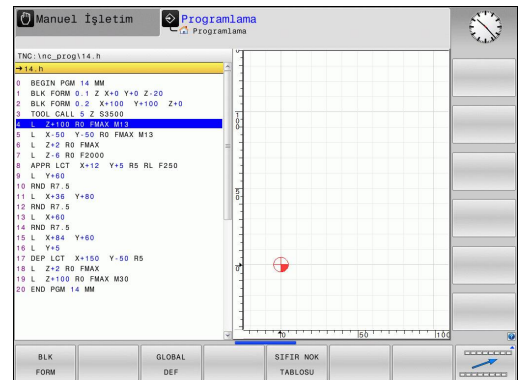 Manuel İşletim
Programlama
Programlama
TNC:\nc_prog\14.h
→14.h
0 BEGIN PGM 14 MM
1 BLK FORM 0.1 Z X+0 Y+0 Z-20
2 BLK FORM 0.2 X+100 Y+100 Z+0
3 TOOL CALL 5 Z S3500
4 L Z+100 R0 FMAX M13
5 L X-50 Y-50 R0 FMAX M13
6 L Z+2 R0 FMAX
7 L Z-6 R0 F2000
8 APPR LCT X+12 Y+5 R5 RL F250
9 L Y+60
10 RND R7.5
11 L X+36 Y+80
12 RND R7.5
13 L X+60
14 RND R7.5
15 L X+84 Y+60
16 L Y+5
17 DEP LCT X+150 Y-50 R5
18 L Z+2 R0 FMAX
19 L Z+100 R0 FMAX M30
20 END PGM 14 MM
100
50
0
0
50
100
BLK FORM
GLOBAL DEF
SIFIR NOK TABLOSU